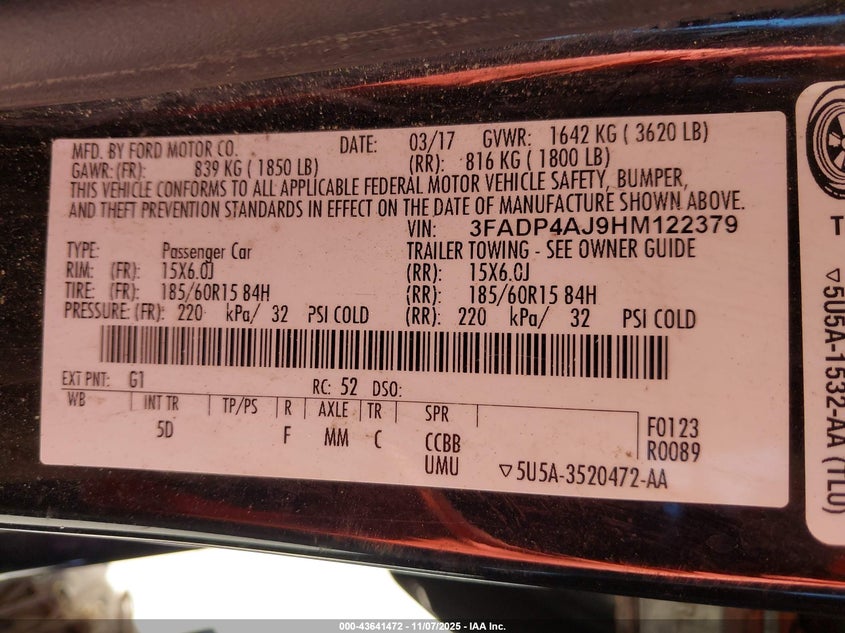 MFD. BY FORD MOTOR CO. DATE: 03/17 GVWR: 1642 KG ( 3620 LB)
GAWR: (FR): 839 KG ( 1850 LB) (RR): 816 KG ( 1800 LB)
THIS VEHICLE CONFORMS TO ALL APPLICABLE FEDERAL MOTOR VEHICLE SAFETY, BUMPER,
AND THEFT PREVENTION STANDARDS IN EFFECT ON THE DATE OF MANUFACTURE SHOWN ABOVE.
VIN: 3FADP4AJ9HM122379
TYPE: Passenger Car TRAILER TOWING - SEE OWNER GUIDE
RIM: (FR): 15X6.0J (RR): 15X6.0J
TIRE: (FR): 185/60R15 84H (RR): 185/60R15 84H
PRESSURE: (FR): 220 kPa/ 32 PSI COLD (RR): 220 kPa/ 32 PSI COLD
EXT PNT: G1 RC: 52 DSO:
WB INT TR TP/PS R AXLE TR SPR
5D F MM C CCBB F0123
UMU R0089
▽5U5A-3520472-AA
T
▽5U5A-1532-AA (TLU)
000-43641472 — 11/07/2025 — IAA Inc.